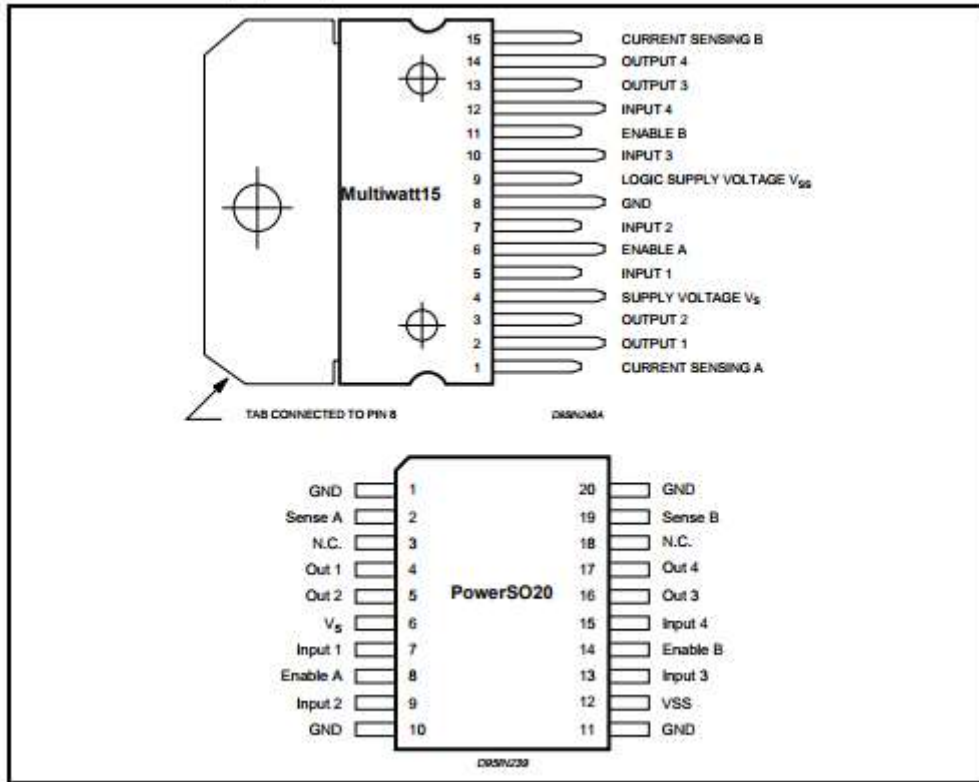 15 CURRENT SENSING B
14 OUTPUT 4
13 OUTPUT 3
12 INPUT 4
11 ENABLE B
10 INPUT 3
9 LOGIC SUPPLY VOLTAGE VSS
Multiwatt15
8 GND
7 INPUT 2
6 ENABLE A
5 INPUT 1
4 SUPPLY VOLTAGE VS
3 OUTPUT 2
2 OUTPUT 1
1 CURRENT SENSING A
TAB CONNECTED TO PIN 8
D95IN240A
GND 1 20 GND
Sense A 2 19 Sense B
N.C. 3 18 N.C.
Out 1 4 17 Out 4
Out 2 5 PowerSO20 16 Out 3
VS 6 15 Input 4
Input 1 7 14 Enable B
Enable A 8 13 Input 3
Input 2 9 12 VSS
GND 10 11 GND
D95IN239